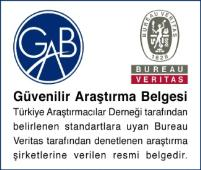 GAB
BUREAU VERITAS
1828
BUREAU
VERITAS
Güvenilir Araştırma Belgesi
Türkiye Araştırmacılar Derneği tarafından
belirlenen standartlara uyan Bureau
Veritas tarafından denetlenen araştırma
şirketlerine verilen resmi belgedir.